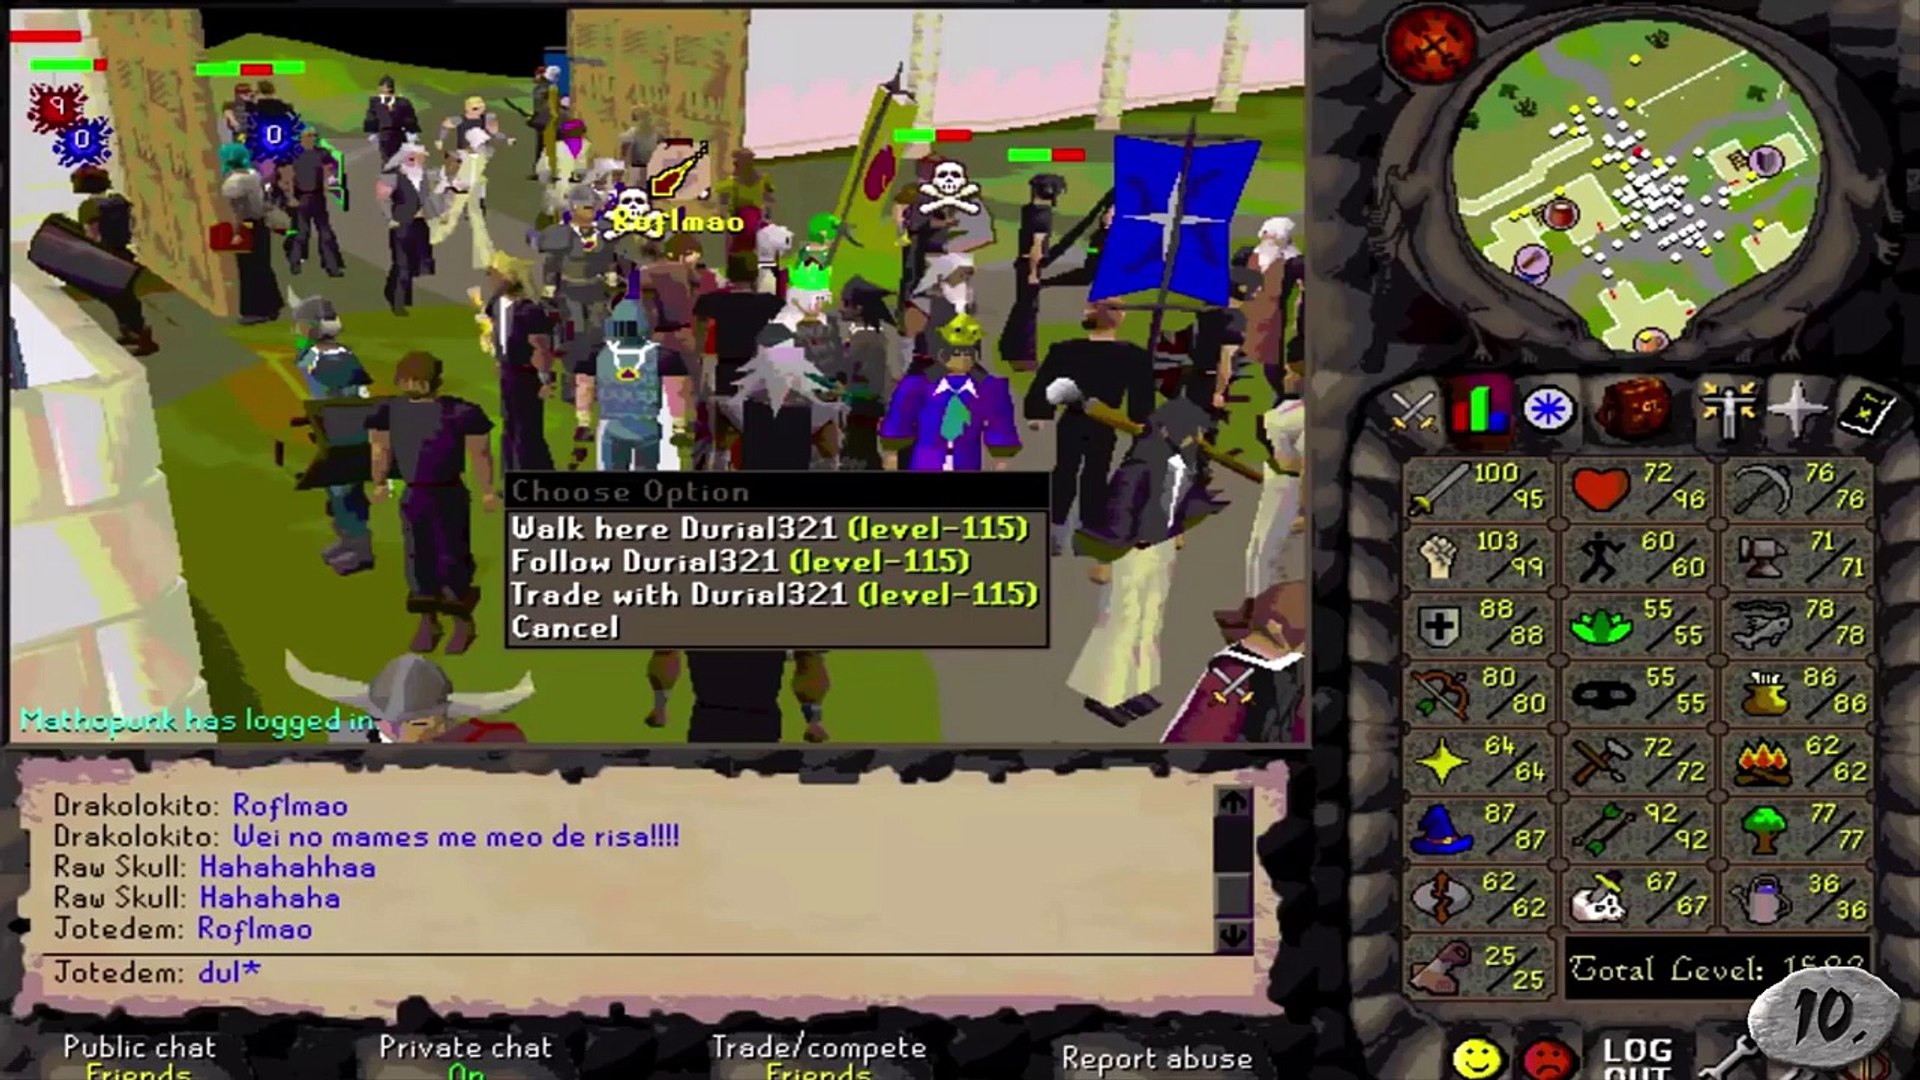 9
0
0
Roflmao
Choose Option
Walk here Durial321 (level-115)
Follow Durial321 (level-115)
Trade with Durial321 (level-115)
Cancel
Mathopunk has logged in.
Drakolokito: Roflmao
Drakolokito: Wei no mames me meo de risa!!!!
Raw Skull: Hahahahhaa
Raw Skull: Hahahaha
Jotedem: Roflmao
Jotedem: dul*
Public chat
Friends
Private chat
On
Trade/compete
Friends
Report abuse
100/95 72/96 76/76
103/99 60/60 71/71
88/88 55/55 78/78
80/80 55/55 86/86
64/64 72/72 62/62
87/87 92/92 77/77
62/62 67/67 36/36
25/25 Total Level:
10.
LOG
OUT